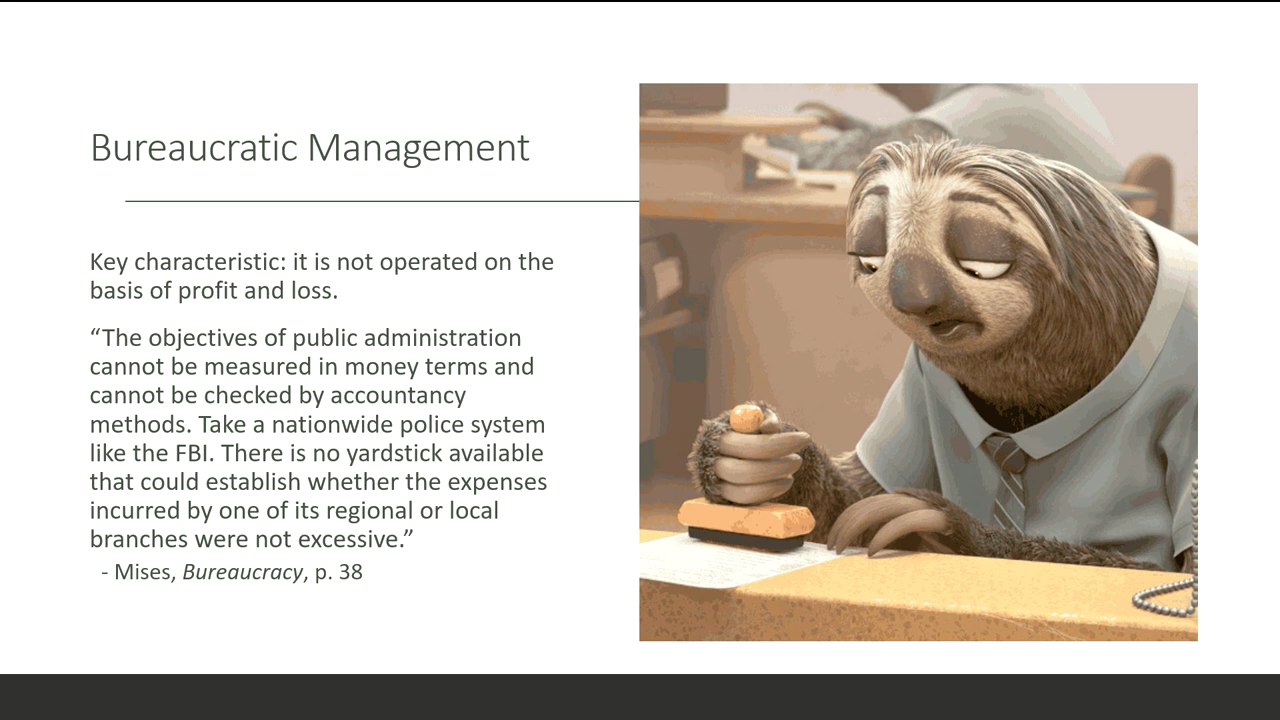 Bureaucratic Management
Key characteristic: it is not operated on the
basis of profit and loss.
“The objectives of public administration
cannot be measured in money terms and
cannot be checked by accountancy
methods. Take a nationwide police system
like the FBI. There is no yardstick available
that could establish whether the expenses
incurred by one of its regional or local
branches were not excessive.”
- Mises, Bureaucracy, p. 38